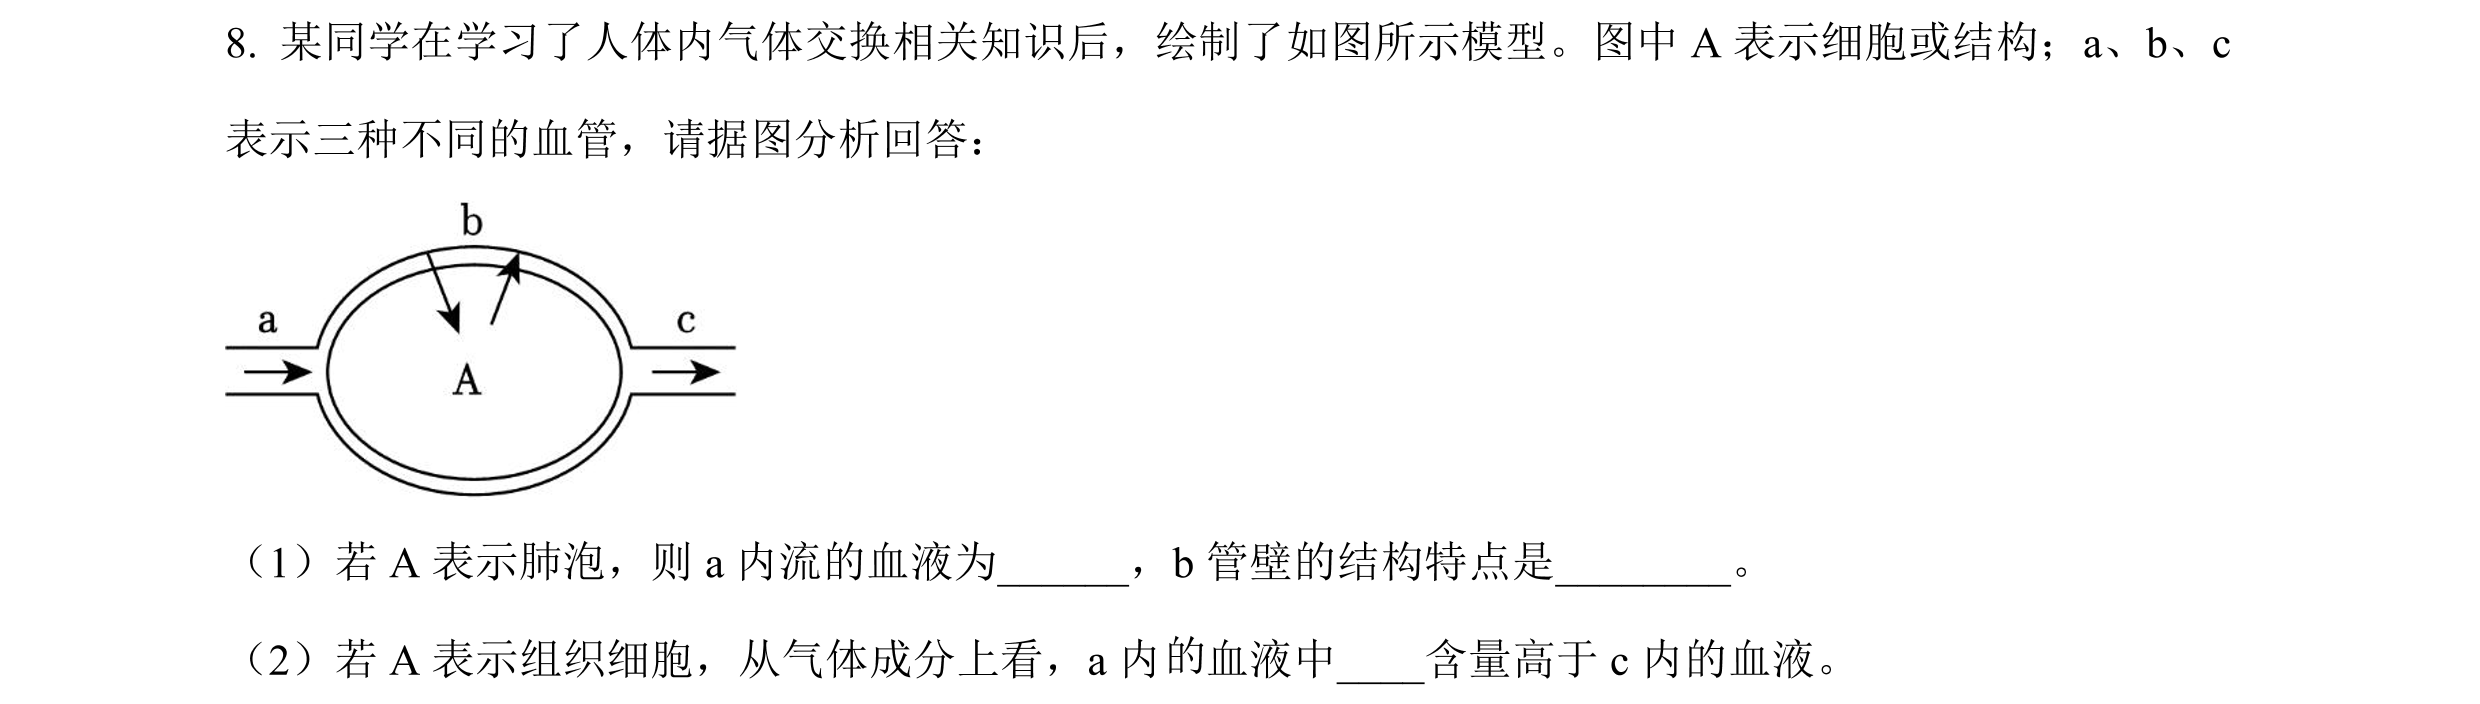 8. 某同学在学习了人体内气体交换相关知识后，绘制了如图所示模型。图中 A 表示细胞或结构；a、b、c
表示三种不同的血管，请据图分析回答：
b
a
c
A
（1）若 A 表示肺泡，则 a 内流的血液为______，b 管壁的结构特点是________。
（2）若 A 表示组织细胞，从气体成分上看，a 内的血液中____含量高于 c 内的血液。